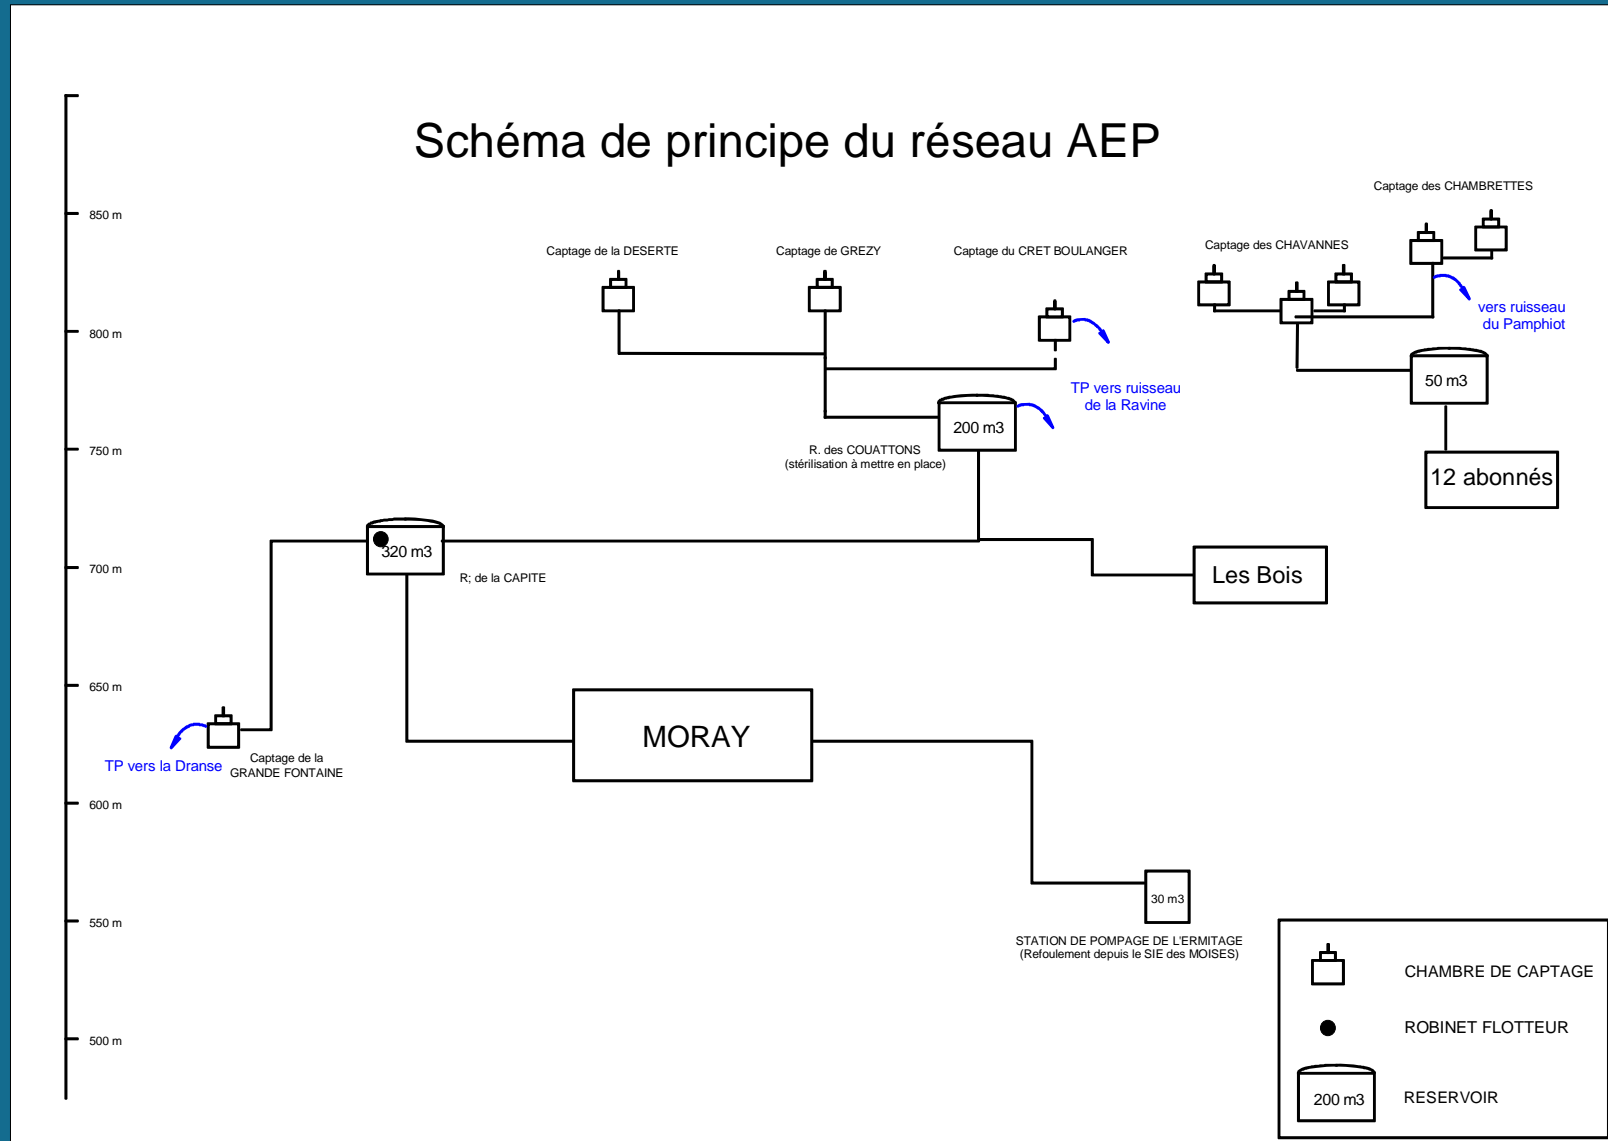 Schéma de principe du réseau AEP
Captage des CHAMBRETTES
850 m
Captage de la DESERTE
Captage de GREZY
Captage du CRET BOULANGER
Captage des CHAVANNES
vers ruisseau
du Pamphiot
800 m
50 m3
TP vers ruisseau
de la Ravine
200 m3
750 m
R. des COUATTONS
(stérilisation à mettre en place)
12 abonnés
320 m3
700 m
R; de la CAPITE
Les Bois
650 m
MORAY
TP vers la Dranse
Captage de la
GRANDE FONTAINE
600 m
30 m3
550 m
STATION DE POMPAGE DE L'ERMITAGE
(Refoulement depuis le SIE des MOISES)
CHAMBRE DE CAPTAGE
ROBINET FLOTTEUR
500 m
200 m3
RESERVOIR